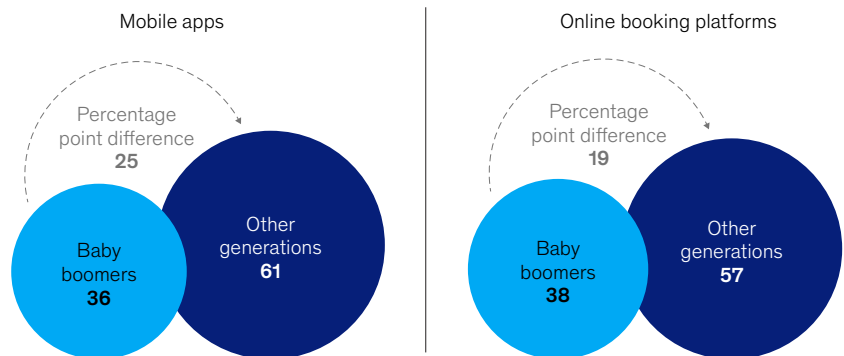 Mobile apps
Percentage
point difference
25
Baby
boomers
36
Other
generations
61
Online booking platforms
Percentage
point difference
19
Baby
boomers
38
Other
generations
57